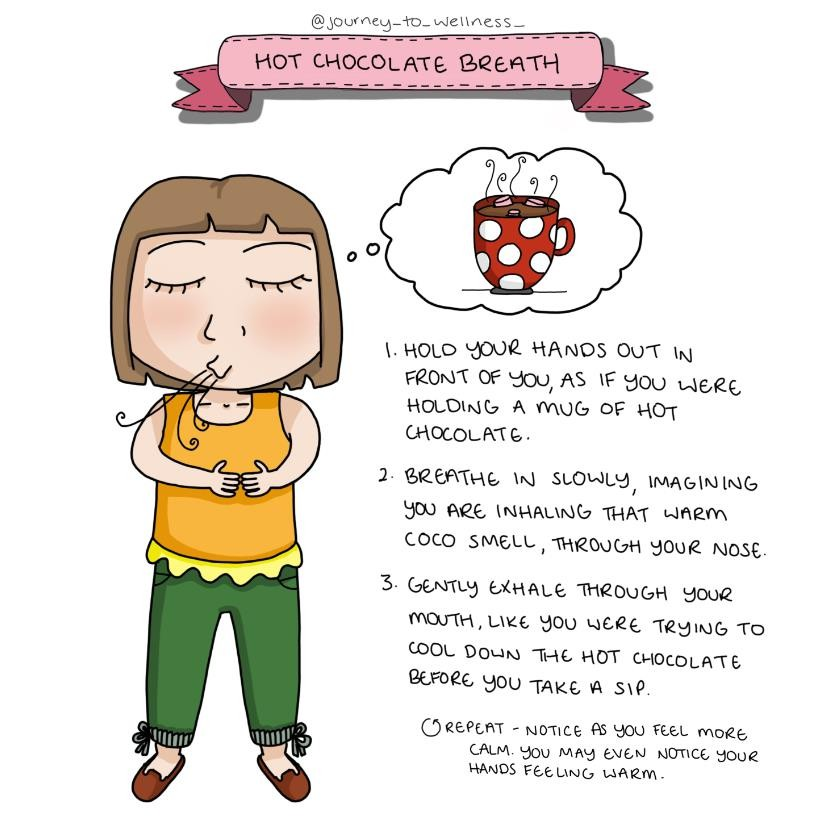 @journey_to_wellness_
HOT CHOCOLATE BREATH
1. HOLD YOUR HANDS OUT IN
FRONT OF YOU, AS IF YOU WERE
HOLDING A MUG OF HOT
CHOCOLATE.
2. BREATHE IN SLOWLY, IMAGINING
YOU ARE INHALING THAT WARM
COCO SMELL, THROUGH YOUR NOSE.
3. GENTLY EXHALE THROUGH YOUR
MOUTH, LIKE YOU WERE TRYING TO
COOL DOWN THE HOT CHOCOLATE
BEFORE YOU TAKE A SIP.
REPEAT - NOTICE AS YOU FEEL MORE
CALM. YOU MAY EVEN NOTICE YOUR
HANDS FEELING WARM.